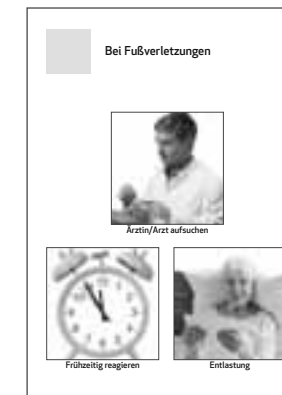 Bei Fußverletzungen
Ärztin/Arzt aufsuchen
Frühzeitig reagieren
Entlastung